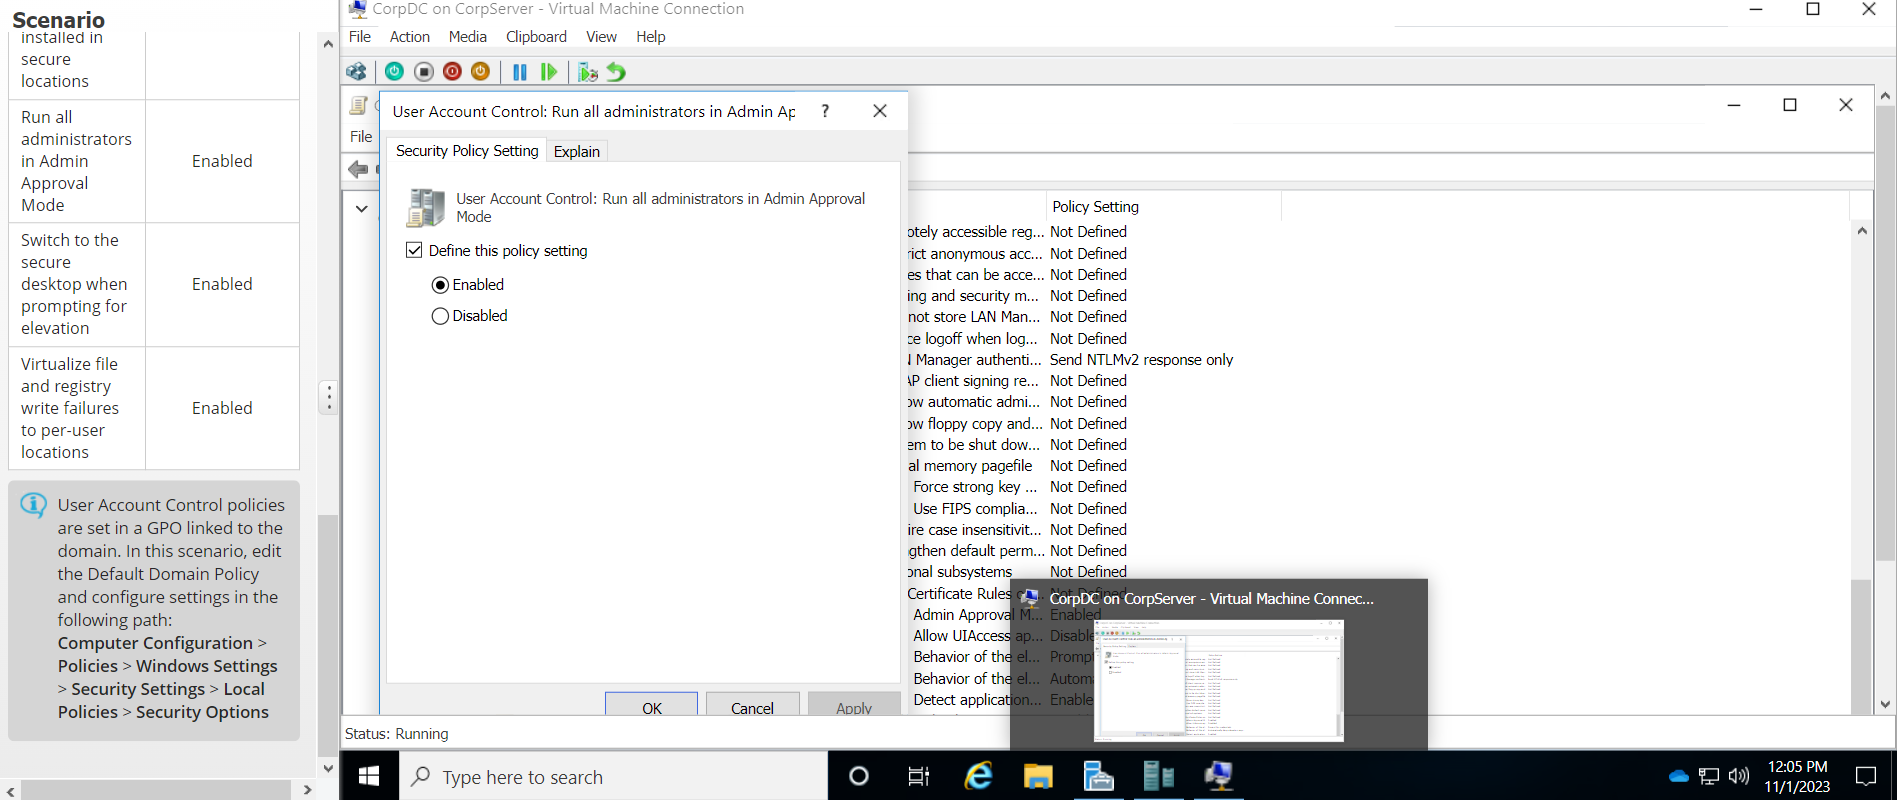 Scenario
installed in
secure
locations
Run all
administrators
in Admin
Approval
Mode
Enabled
Switch to the
secure
desktop when
prompting for
elevation
Enabled
Virtualize file
and registry
write failures
to per-user
locations
Enabled
User Account Control policies
are set in a GPO linked to the
domain. In this scenario, edit
the Default Domain Policy
and configure settings in the
following path:
Computer Configuration >
Policies > Windows Settings
> Security Settings > Local
Policies > Security Options
CorpDC on CorpServer - Virtual Machine Connection
File Action Media Clipboard View Help
File
User Account Control: Run all administrators in Admin Ap
?
Security Policy Setting Explain
User Account Control: Run all administrators in Admin Approval
Mode
Define this policy setting
Enabled
Disabled
OK Cancel Apply
Policy Setting
otely accessible reg... Not Defined
rict anonymous acc... Not Defined
es that can be acce... Not Defined
ing and security m... Not Defined
not store LAN Man... Not Defined
ce logoff when log... Not Defined
Manager authenti... Send NTLMv2 response only
AP client signing re... Not Defined
ow automatic admi... Not Defined
ow floppy copy and... Not Defined
em to be shut dow... Not Defined
al memory pagefile Not Defined
Force strong key ... Not Defined
Use FIPS complia... Not Defined
ire case insensitivit... Not Defined
gthen default perm... Not Defined
onal subsystems Not Defined
Certificate Rules Not Defined
Admin Approval M... Enabled
Allow UIAccess ap... Disable
Behavior of the el... Prompt
Behavior of the el... Autom
Detect application... Enable
CorpDC on CorpServer - Virtual Machine Connec...
Status: Running
Type here to search
12:05 PM
11/1/2023